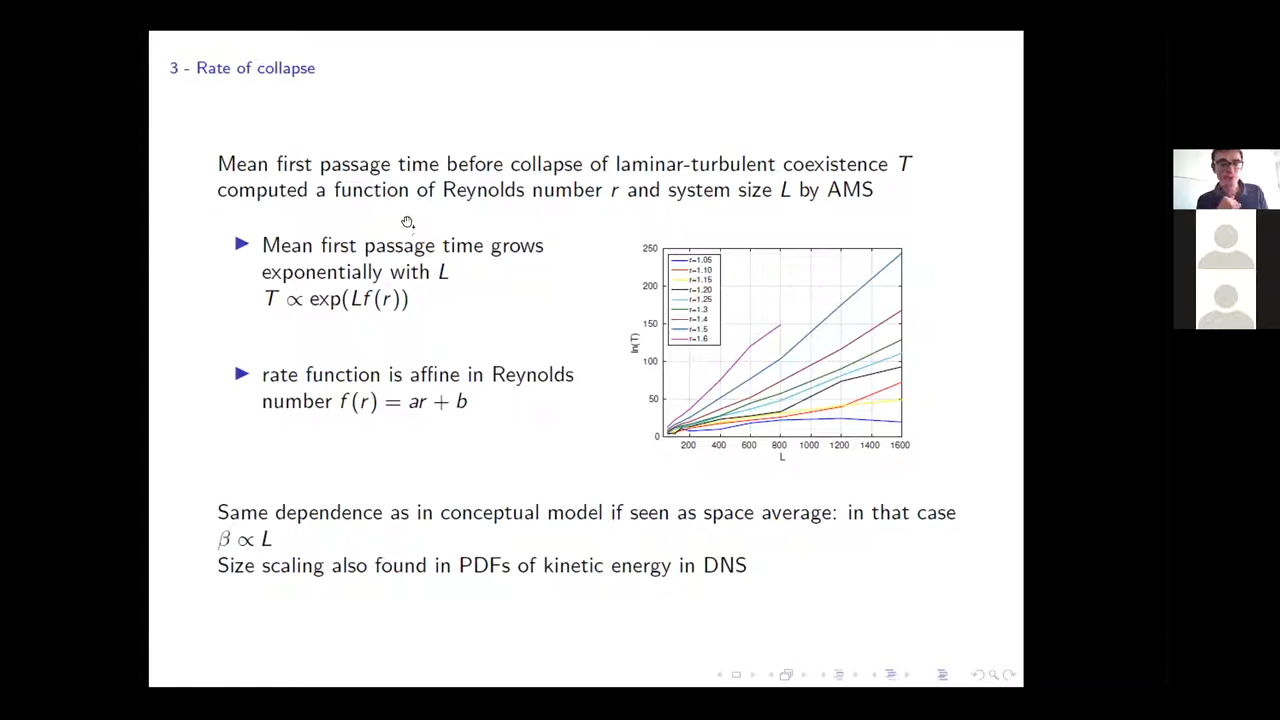 3 - Rate of collapse
Mean first passage time before collapse of laminar-turbulent coexistence T
computed a function of Reynolds number r and system size L by AMS
▶ Mean first passage time grows
exponentially with L
T ∝ exp(Lf(r))
▶ rate function is affine in Reynolds
number f(r) = ar + b
250
200
150
100
50
0
ln(T)
r=1.05
r=1.10
r=1.15
r=1.20
r=1.25
r=1.3
r=1.4
r=1.5
r=1.6
200 400 600 800 1000 1200 1400 1600
L
Same dependence as in conceptual model if seen as space average: in that case
β ∝ L
Size scaling also found in PDFs of kinetic energy in DNS